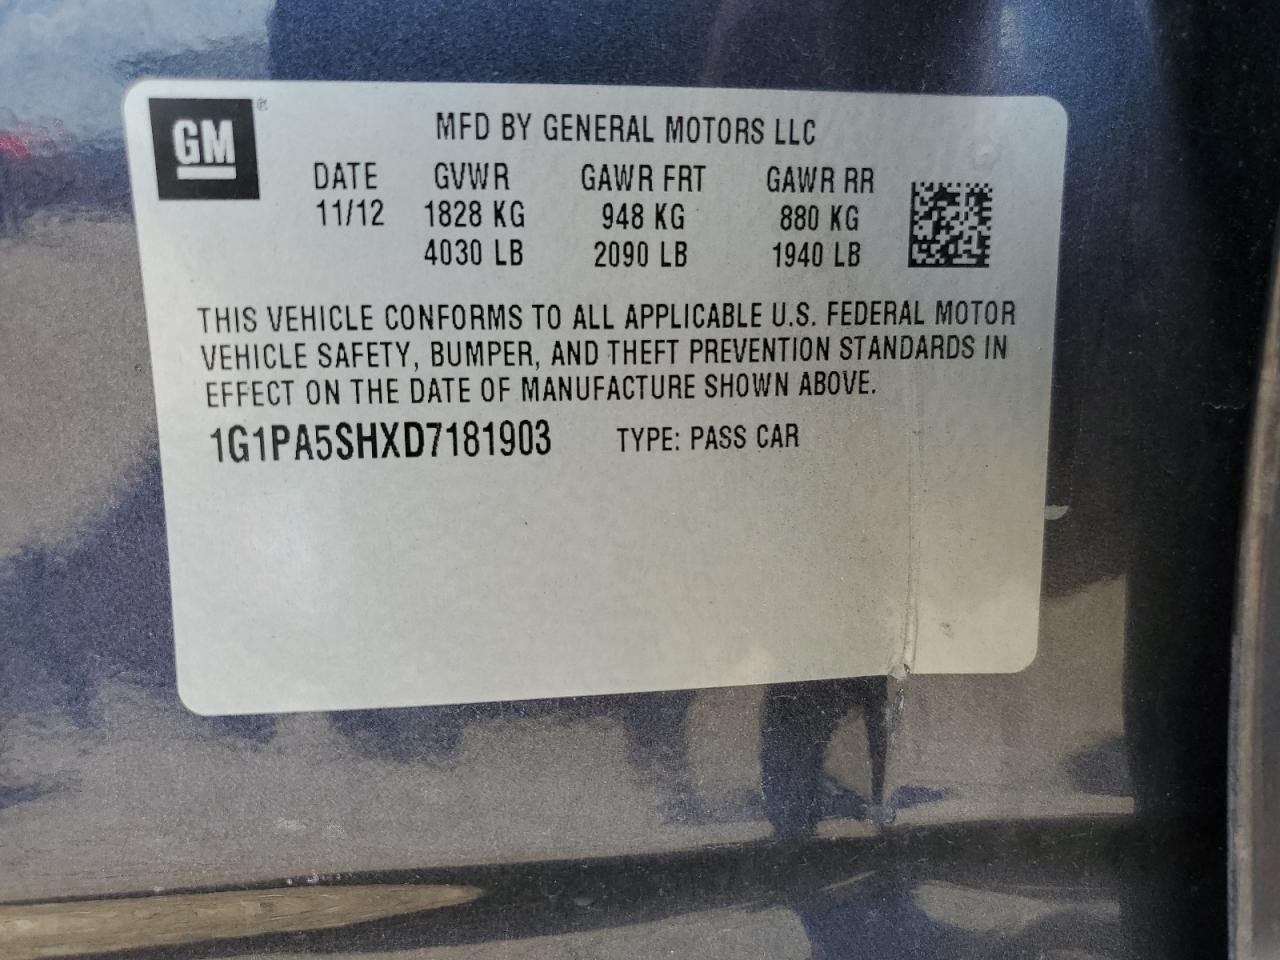 GM ®
MFD BY GENERAL MOTORS LLC
DATE GVWR GAWR FRT GAWR RR
11/12 1828 KG 948 KG 880 KG
4030 LB 2090 LB 1940 LB
THIS VEHICLE CONFORMS TO ALL APPLICABLE U.S. FEDERAL MOTOR
VEHICLE SAFETY, BUMPER, AND THEFT PREVENTION STANDARDS IN
EFFECT ON THE DATE OF MANUFACTURE SHOWN ABOVE.
1G1PA5SHXD7181903 TYPE: PASS CAR